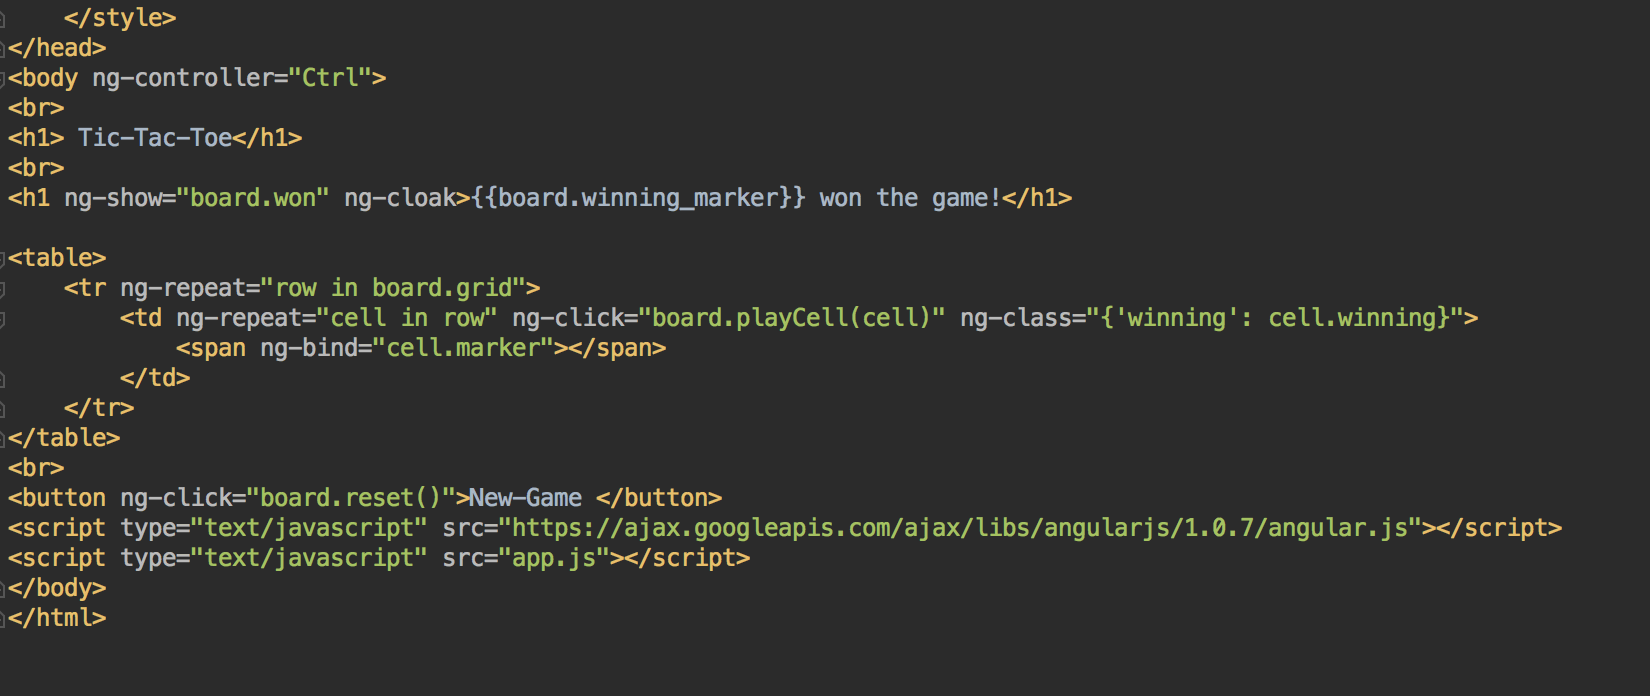 </style>
</head>
<body ng-controller="Ctrl">
<br>
<h1> Tic-Tac-Toe</h1>
<br>
<h1 ng-show="board.won" ng-cloak>{{board.winning_marker}} won the game!</h1>

<table>
    <tr ng-repeat="row in board.grid">
        <td ng-repeat="cell in row" ng-click="board.playCell(cell)" ng-class="{'winning': cell.winning}">
            <span ng-bind="cell.marker"></span>
        </td>
    </tr>
</table>
<br>
<button ng-click="board.reset()">New-Game </button>
<script type="text/javascript" src="https://ajax.googleapis.com/ajax/libs/angularjs/1.0.7/angular.js"></script>
<script type="text/javascript" src="app.js"></script>
</body>
</html>